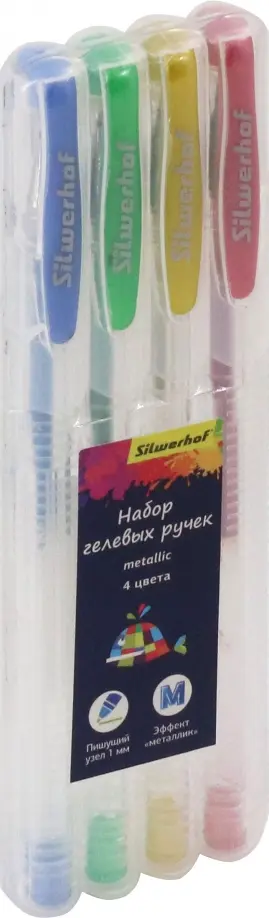 Silwerhof
Silwerhof
Silwerhof
Silwerhof
Silwerhof
Набор
гелевых ручек
metallic
4 цвета
M
Пишущий
узел 1 мм
Эффект
«металлик»